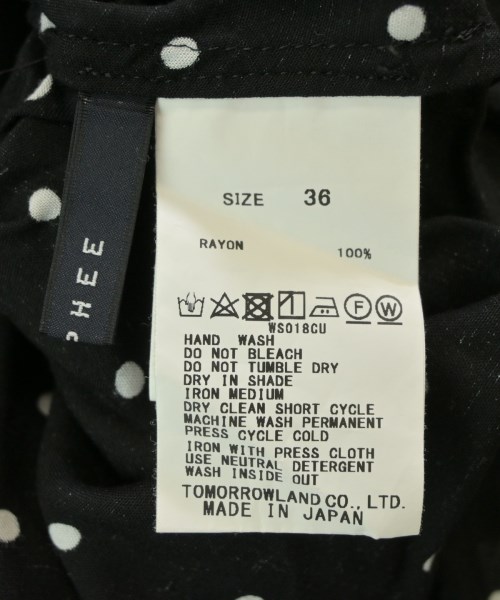 SIZE 36
RAYON 100%
F W
WS018CU
HAND WASH
DO NOT BLEACH
DO NOT TUMBLE DRY
DRY IN SHADE
IRON MEDIUM
DRY CLEAN SHORT CYCLE
MACHINE WASH PERMANENT
PRESS CYCLE COLD
IRON WITH PRESS CLOTH
USE NEUTRAL DETERGENT
WASH INSIDE OUT
TOMORROWLAND CO., LTD.
MADE IN JAPAN
PHEE